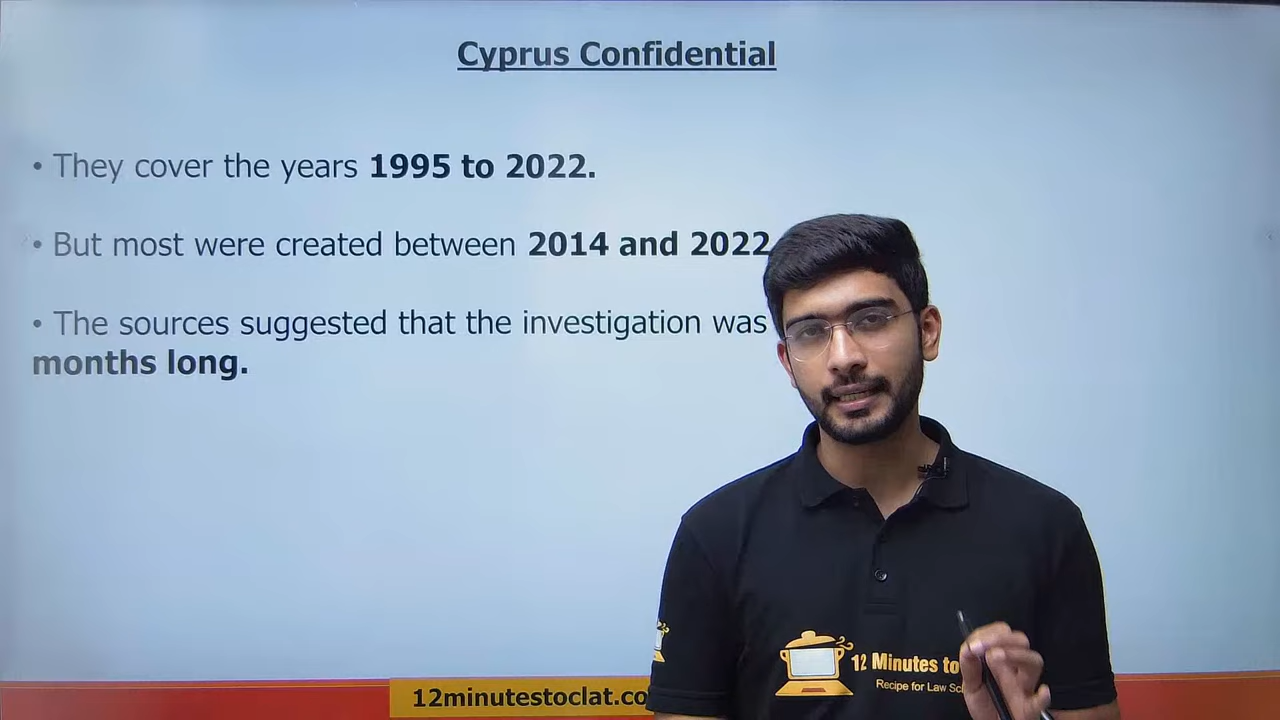 Cyprus Confidential
• They cover the years 1995 to 2022.
• But most were created between 2014 and 2022
• The sources suggested that the investigation was
months long.
12 Minutes to
Recipe for Law
12minutestoclat.co